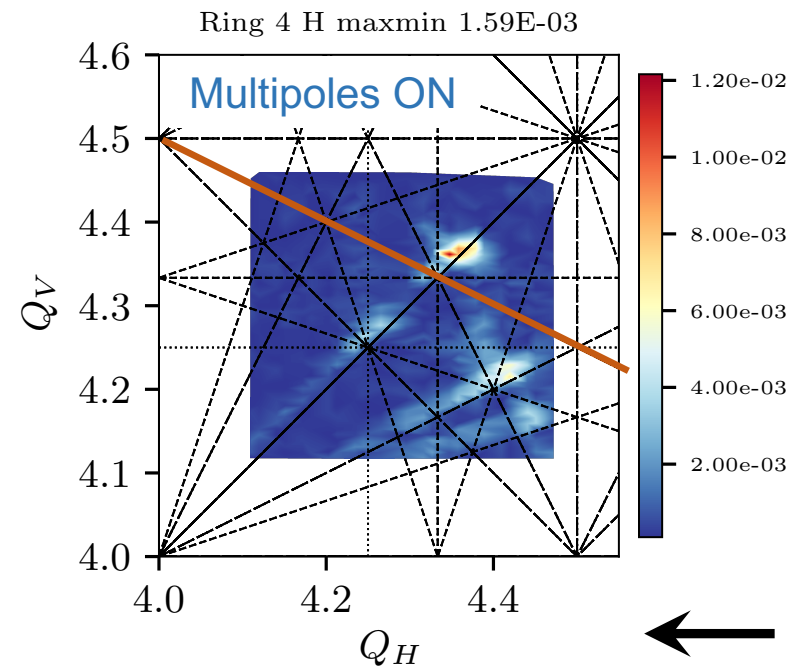 Ring 4 H maxmin 1.59E-03
Multipoles ON
4.6
4.5
4.4
4.3
4.2
4.1
4.0
Q_V
4.0
4.2
4.4
Q_H
1.20e-02
1.00e-02
8.00e-03
6.00e-03
4.00e-03
2.00e-03